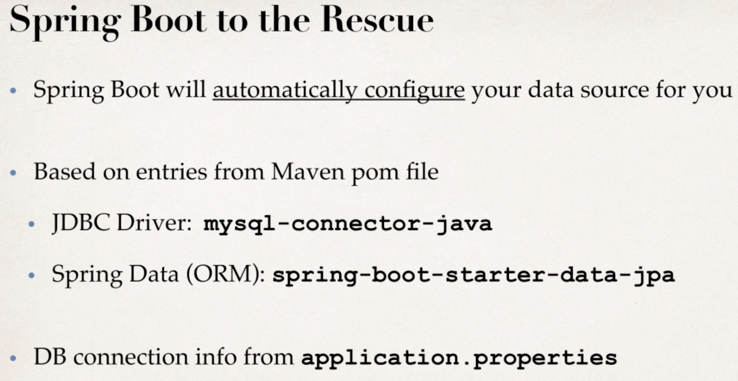 Spring Boot to the Rescue
• Spring Boot will automatically configure your data source for you
• Based on entries from Maven pom file
• JDBC Driver: mysql-connector-java
• Spring Data (ORM): spring-boot-starter-data-jpa
• DB connection info from application.properties